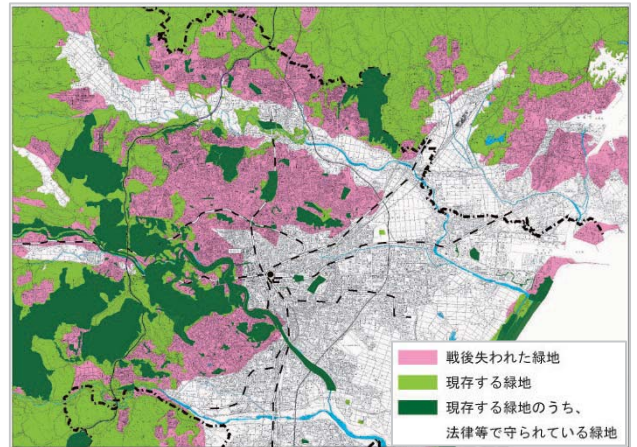 戦後失われた緑地
現存する緑地
現存する緑地のうち、
法律等で守られている緑地